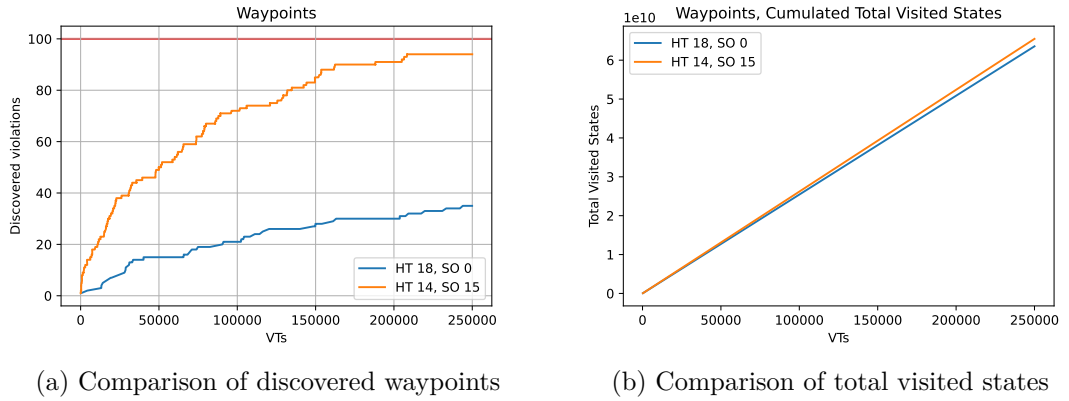 Waypoints
Discovered violations
100
80
60
40
20
0
HT 18, SO 0
HT 14, SO 15
0 50000 100000 150000 200000 250000
VTs
(a) Comparison of discovered waypoints
1e10
Waypoints, Cumulated Total Visited States
Total Visited States
6
5
4
3
2
1
0
HT 18, SO 0
HT 14, SO 15
0 50000 100000 150000 200000 250000
VTs
(b) Comparison of total visited states